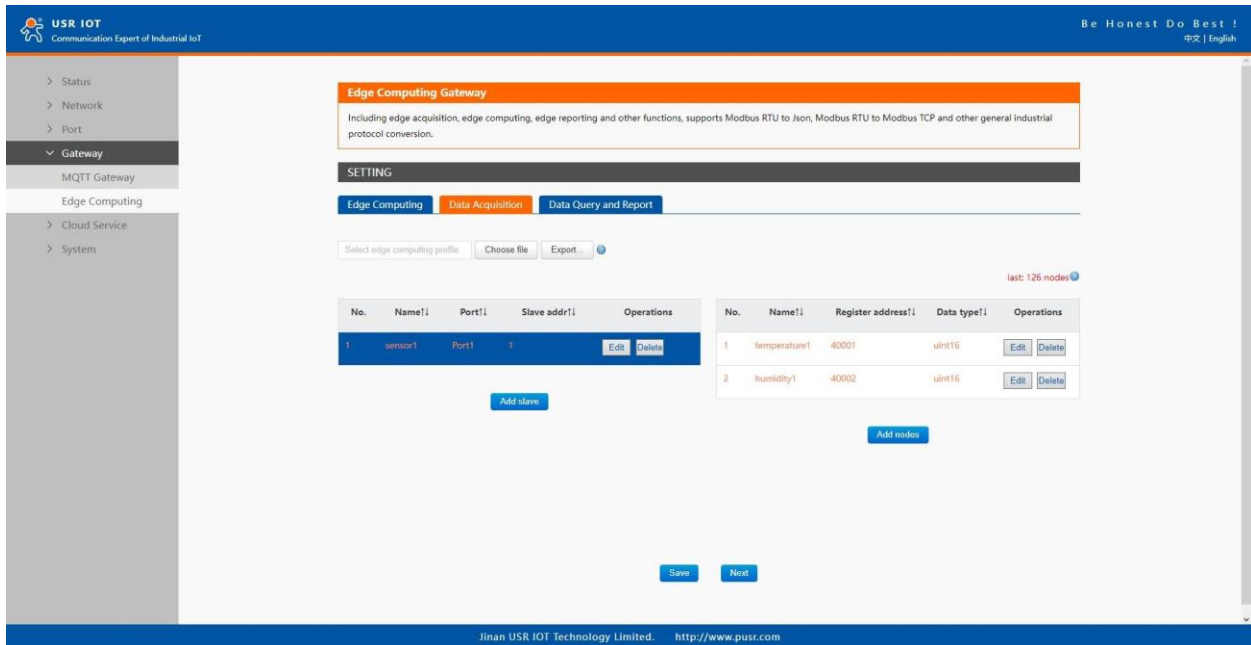 USR IOT
Communication Expert of Industrial IoT
Be Honest Do Best !
中文 | English
Status
Network
Port
Gateway
MQTT Gateway
Edge Computing
Cloud Service
System
Edge Computing Gateway
Including edge acquisition, edge computing, edge reporting and other functions, supports Modbus RTU to Json, Modbus RTU to Modbus TCP and other general industrial
protocol conversion.
SETTING
Edge Computing Data Acquisition Data Query and Report
Select edge computing profile Choose file Export...
last: 126 nodes
No. Name↑↓ Port↑↓ Slave addr↑↓ Operations
1 sensor1 Port1 1 Edit Delete
Add slave
No. Name↑↓ Register address↑↓ Data type↑↓ Operations
1 temperature1 40001 uint16 Edit Delete
2 humidity1 40002 uint16 Edit Delete
Add nodes
Save Next
Jinan USR IOT Technology Limited. http://www.pusr.com